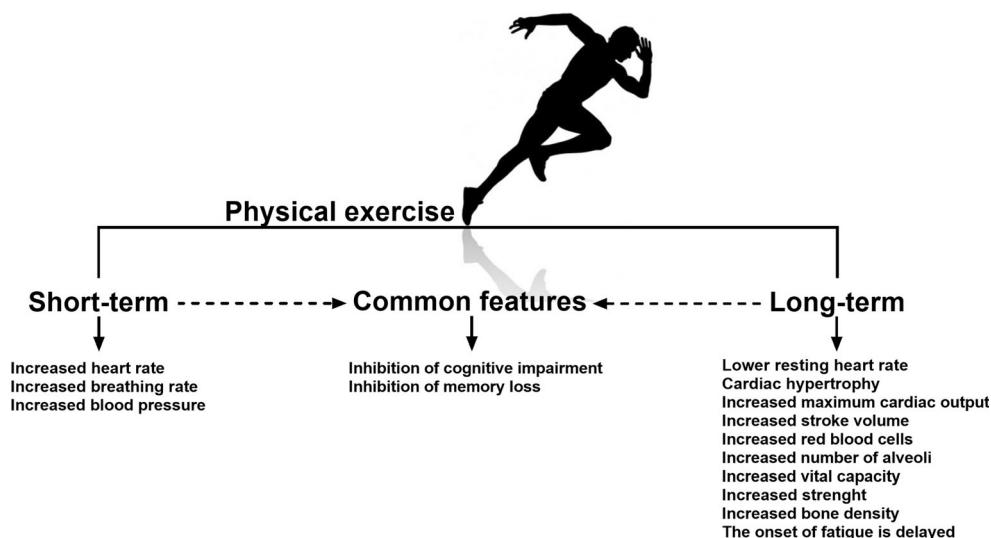 Physical exercise
Short-term
Common features
Long-term
Increased heart rate
Increased breathing rate
Increased blood pressure
Inhibition of cognitive impairment
Inhibition of memory loss
Lower resting heart rate
Cardiac hypertrophy
Increased maximum cardiac output
Increased stroke volume
Increased red blood cells
Increased number of alveoli
Increased vital capacity
Increased strenght
Increased bone density
The onset of fatigue is delayed